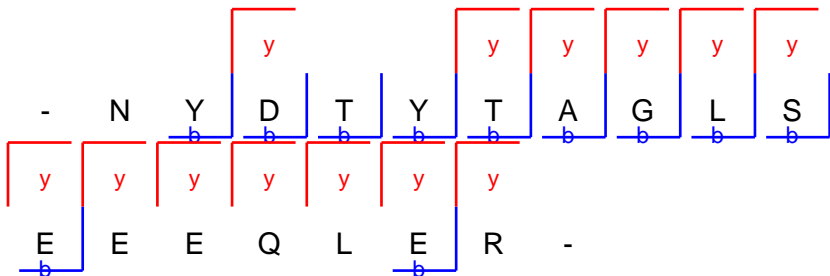 y y y y y y
- N Y D T Y T A G L S
b b b b b b b b b
y y y y y y y
E E E Q L E R -
b b